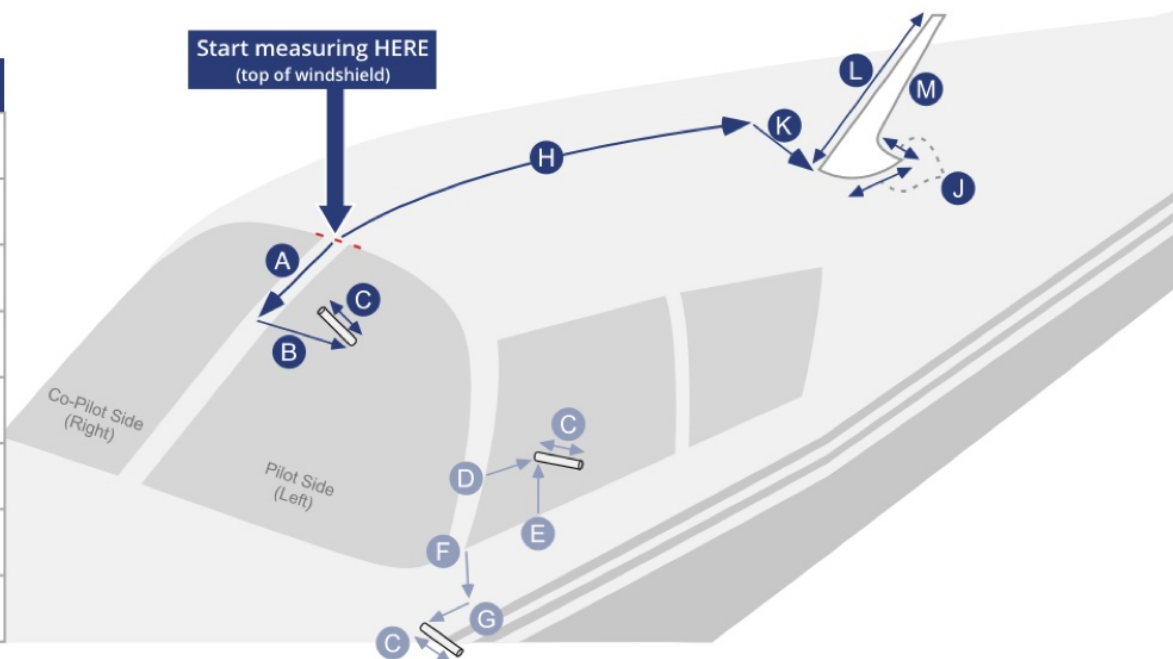 Start measuring HERE
(top of windshield)
L
M
K
H
J
A
C
B
Co-Pilot Side
(Right)
C
D
Pilot Side
(Left)
E
F
G
C